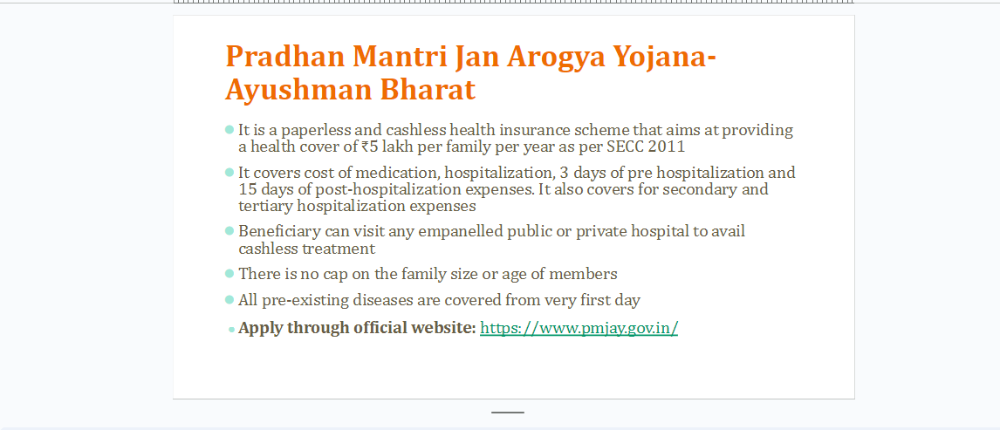 Pradhan Mantri Jan Arogya Yojana-
Ayushman Bharat
It is a paperless and cashless health insurance scheme that aims at providing
a health cover of ₹5 lakh per family per year as per SECC 2011
It covers cost of medication, hospitalization, 3 days of pre hospitalization and
15 days of post-hospitalization expenses. It also covers for secondary and
tertiary hospitalization expenses
Beneficiary can visit any empanelled public or private hospital to avail
cashless treatment
There is no cap on the family size or age of members
All pre-existing diseases are covered from very first day
Apply through official website: https://www.pmjay.gov.in/